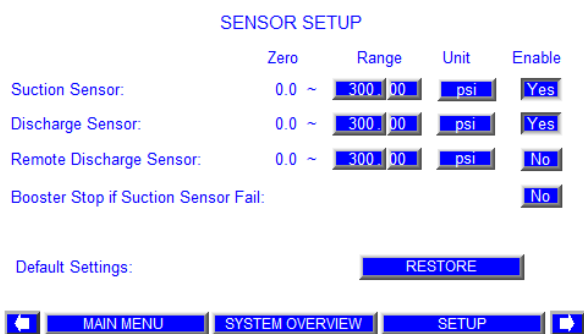 SENSOR SETUP
Zero Range Unit Enable
Suction Sensor: 0.0 ~ 300. 00 psi Yes
Discharge Sensor: 0.0 ~ 300. 00 psi Yes
Remote Discharge Sensor: 0.0 ~ 300. 00 psi No
Booster Stop if Suction Sensor Fail: No
Default Settings: RESTORE
MAIN MENU SYSTEM OVERVIEW SETUP